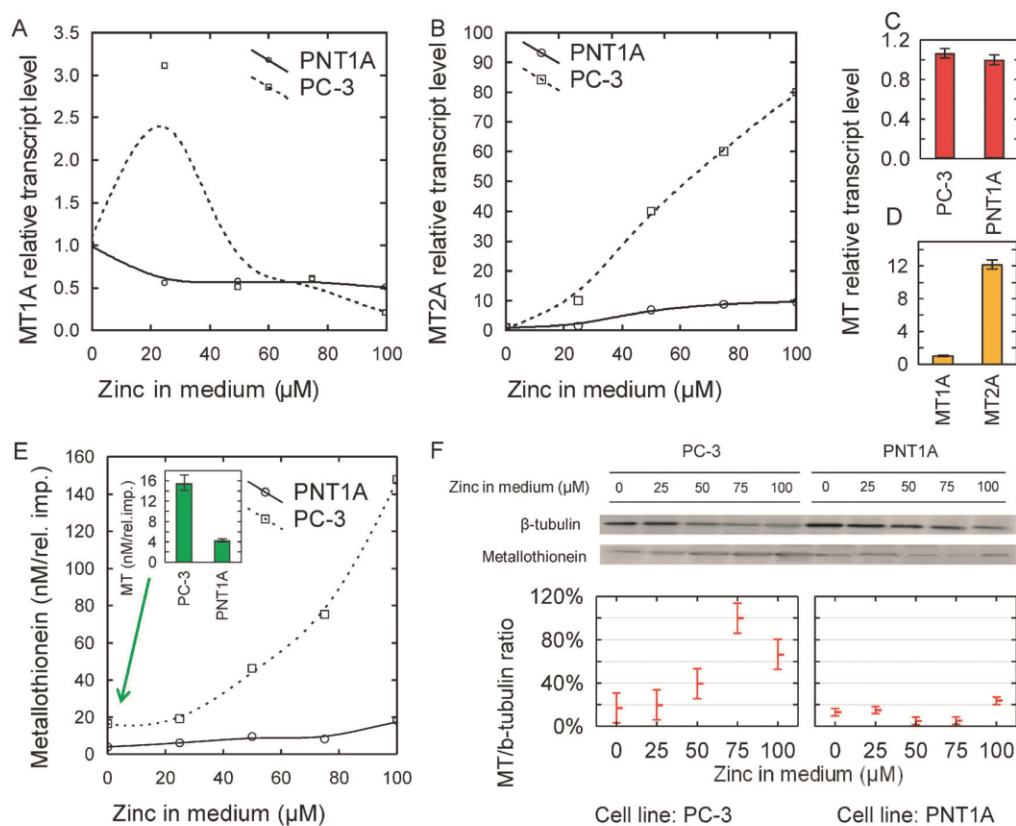 A
MT1A relative transcript level
3.5
3.0
2.5
2.0
1.5
1.0
0.5
0.0
PNT1A
PC-3
0 20 40 60 80 100
Zinc in medium (µM)
B
MT2A relative transcript level
100
90
80
70
60
50
40
30
20
10
0
PNT1A
PC-3
0 20 40 60 80 100
Zinc in medium (µM)
C
MT relative transcript level
1.2
0.8
0.4
0.0
PC-3
PNT1A
D
12
8
4
0
MT1A
MT2A
E
Metallothionein (nM/rel. imp.)
160
140
120
100
80
60
40
20
0
MT (nM/rel.imp.)
16
12
8
4
0
PC-3
PNT1A
PNT1A
PC-3
0 20 40 60 80 100
Zinc in medium (µM)
F
PC-3 PNT1A
Zinc in medium (µM) 0 25 50 75 100 0 25 50 75 100
β-tubulin
Metallothionein
MT/b-tubulin ratio
120%
80%
40%
0%
0 25 50 75 100 0 25 50 75 100
Zinc in medium
(µM)
Cell line: PC-3 Cell line: PNT1A